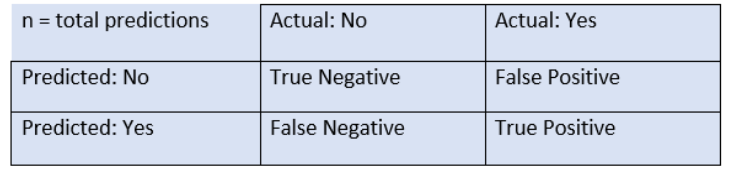 n = total predictions Actual: No Actual: Yes
Predicted: No True Negative False Positive
Predicted: Yes False Negative True Positive